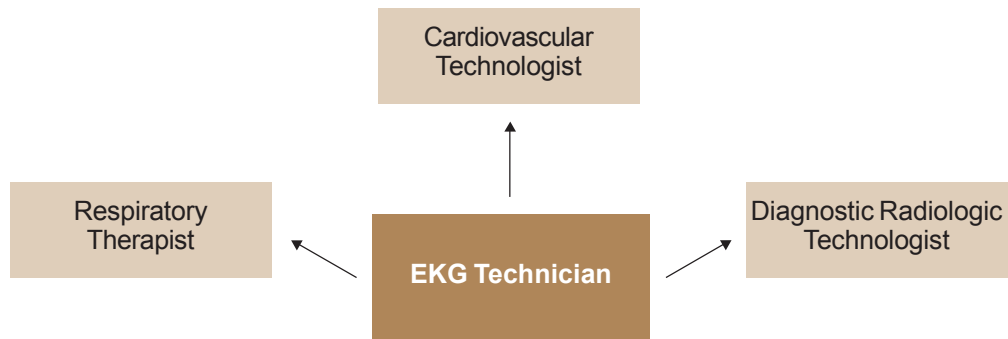 Cardiovascular
Technologist
Respiratory
Therapist
Diagnostic Radiologic
Technologist
EKG Technician